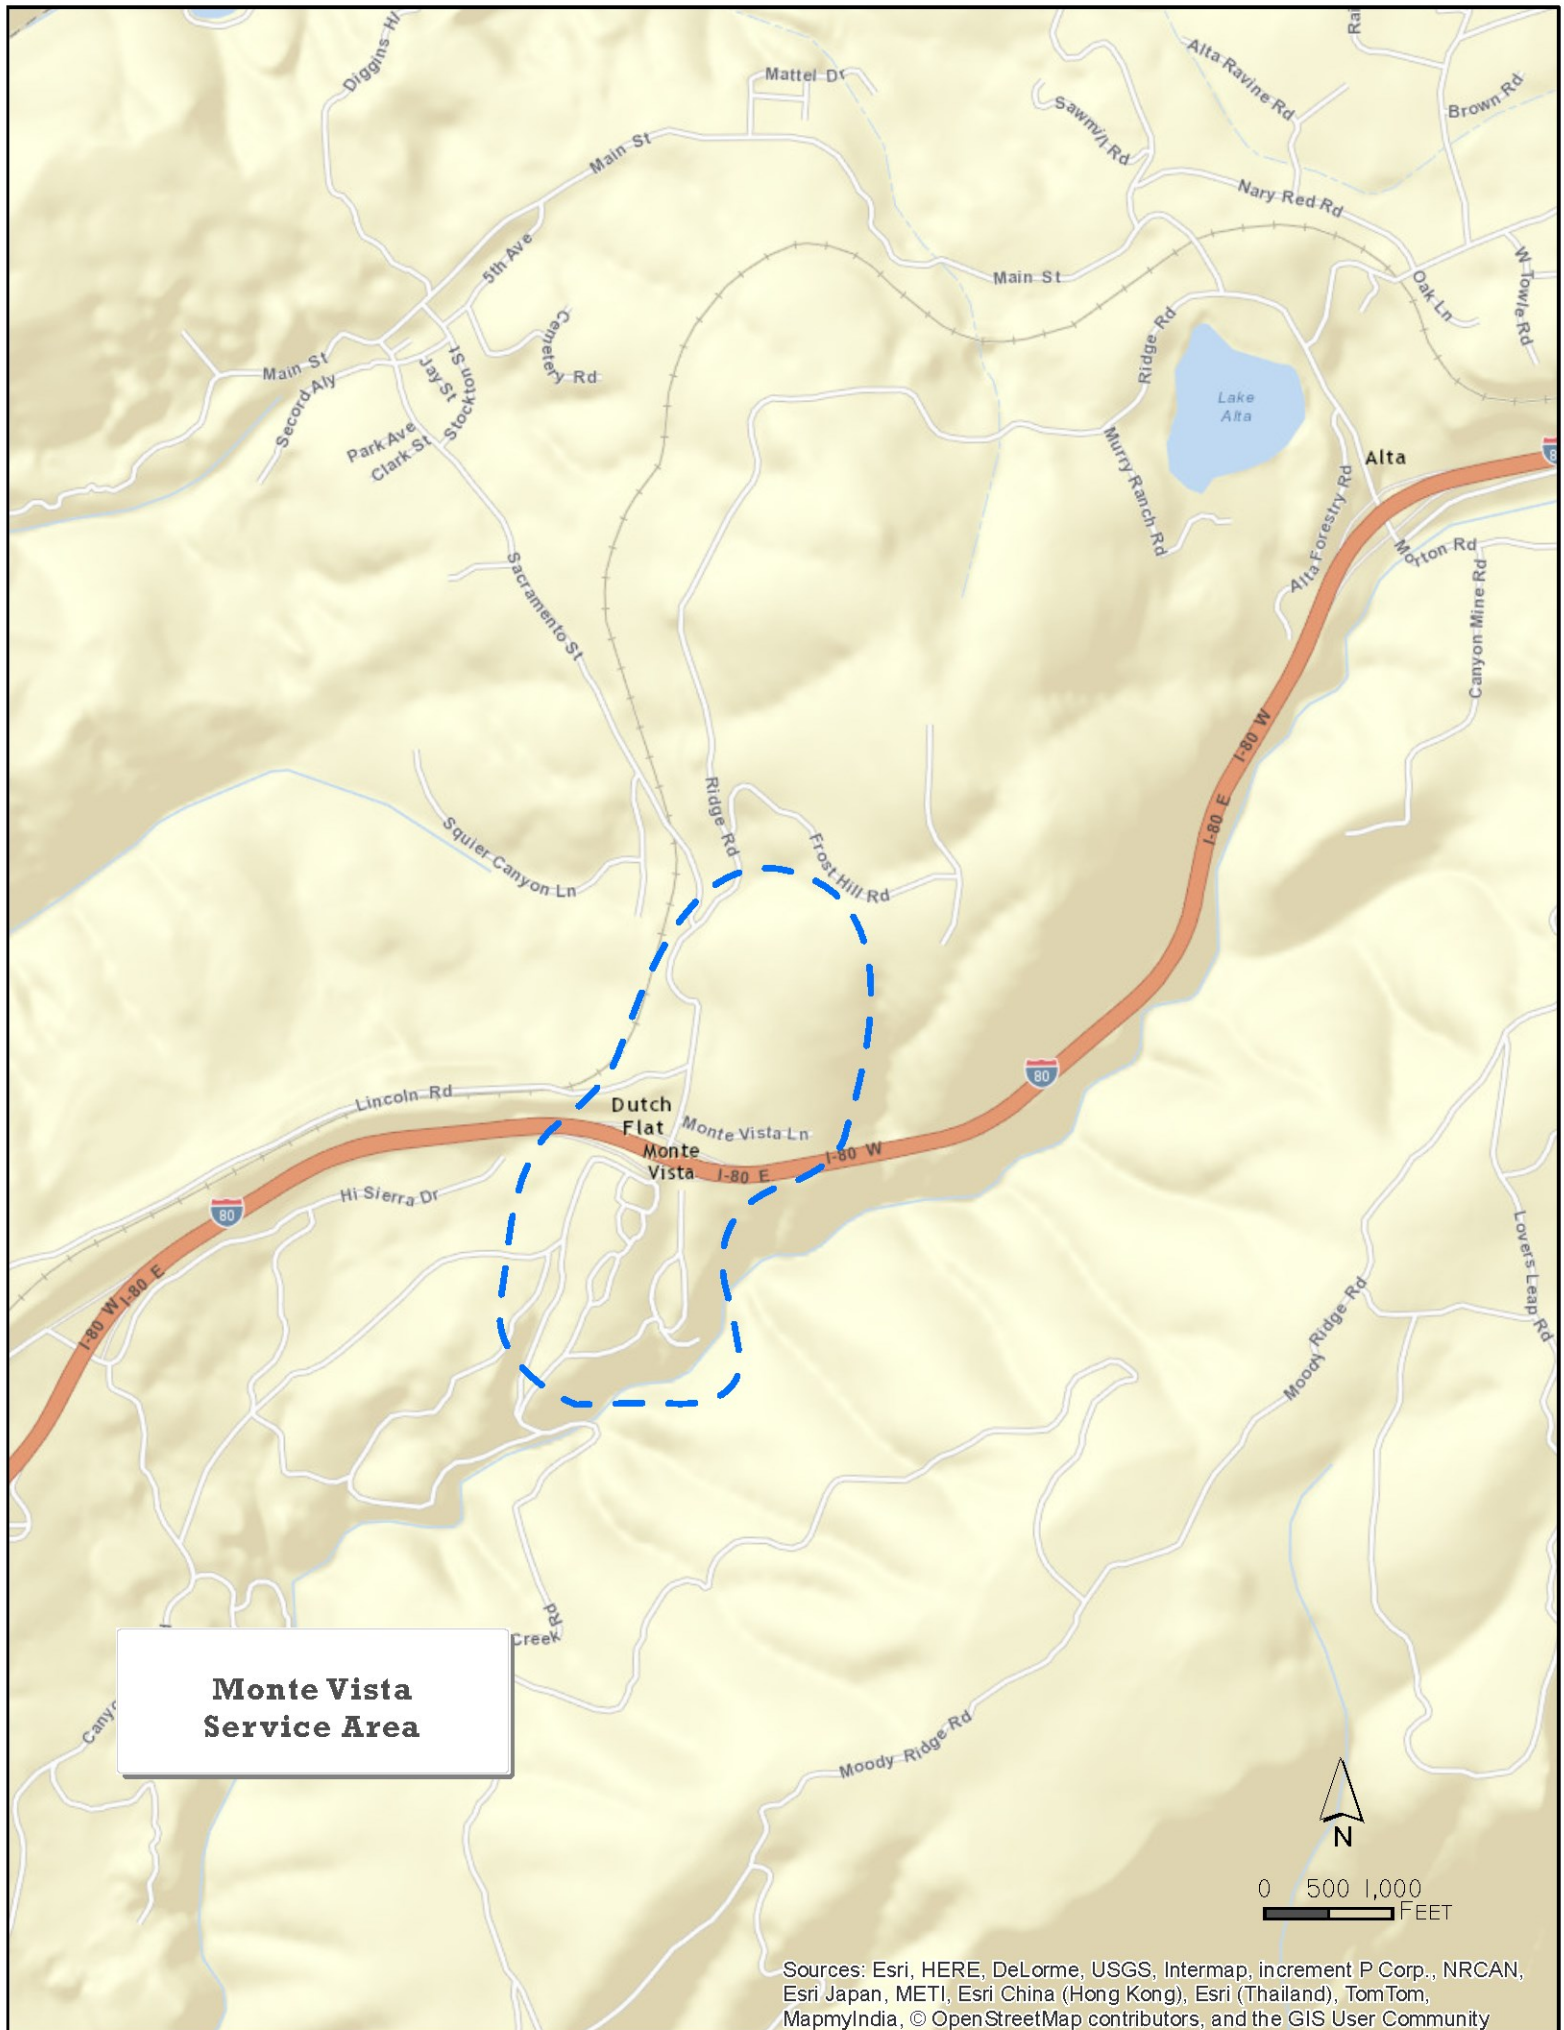 Diggins Hi
Mattel Dr
Rai
Alta Ravine Rd
Brown Rd
Sawmill Rd
Main St
Nary Red Rd
5th Ave
Main St
W Towle Rd
Oak Ln
Cemetery Rd
Ridge Rd
Main St
Second Aly
Jay St
Stockton St
Lake
Alta
Park Ave
Clark St
Murry Ranch Rd
Alta
8
Alta Forestry Rd
Morton Rd
Canyon Mine Rd
Sacramento St
I-80 W
I-80 E
Ridge Rd
Frost Hill Rd
Squier Canyon Ln
80
Lincoln Rd
Dutch
Flat
Monte Vista Ln
Monte
Vista
I-80 E
I-80 W
Hi Sierra Dr
80
I-80 W
I-80 E
Lovers Leap Rd
Moody Ridge Rd
Creek Rd
Canyo
Monte Vista
Service Area
Moody Ridge Rd
N
0 500 1,000
FEET
Sources: Esri, HERE, DeLorme, USGS, Intermap, increment P Corp., NRCAN,
Esri Japan, METI, Esri China (Hong Kong), Esri (Thailand), TomTom,
MapmyIndia, © OpenStreetMap contributors, and the GIS User Community